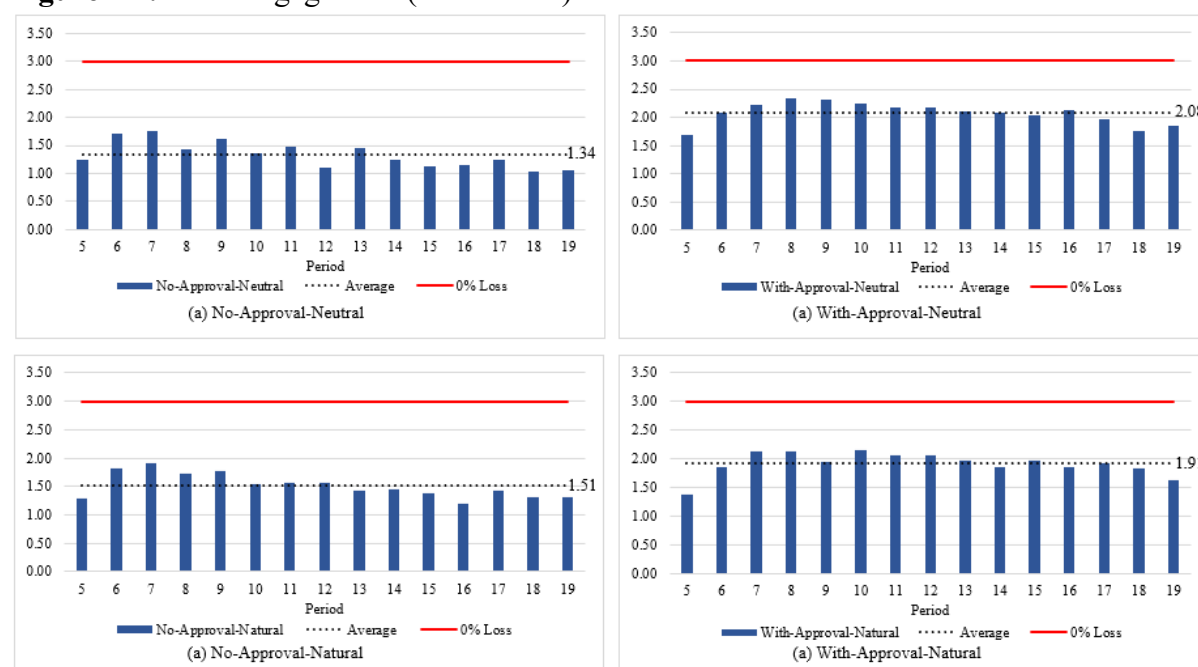 3.50
3.00
2.50
2.00
1.50
1.00
0.50
0.00
1.34
5 6 7 8 9 10 11 12 13 14 15 16 17 18 19
Period
No-Approval-Neutral Average 0% Loss
(a) No-Approval-Neutral
3.50
3.00
2.50
2.00
1.50
1.00
0.50
0.00
2.08
5 6 7 8 9 10 11 12 13 14 15 16 17 18 19
Period
With-Approval-Neutral Average 0% Loss
(a) With-Approval-Neutral
3.50
3.00
2.50
2.00
1.50
1.00
0.50
0.00
1.51
5 6 7 8 9 10 11 12 13 14 15 16 17 18 19
Period
No-Approval-Natural Average 0% Loss
(a) No-Approval-Natural
3.50
3.00
2.50
2.00
1.50
1.00
0.50
0.00
1.9
5 6 7 8 9 10 11 12 13 14 15 16 17 18 19
Period
With-Approval-Natural Average 0% Loss
(a) With-Approval-Natural